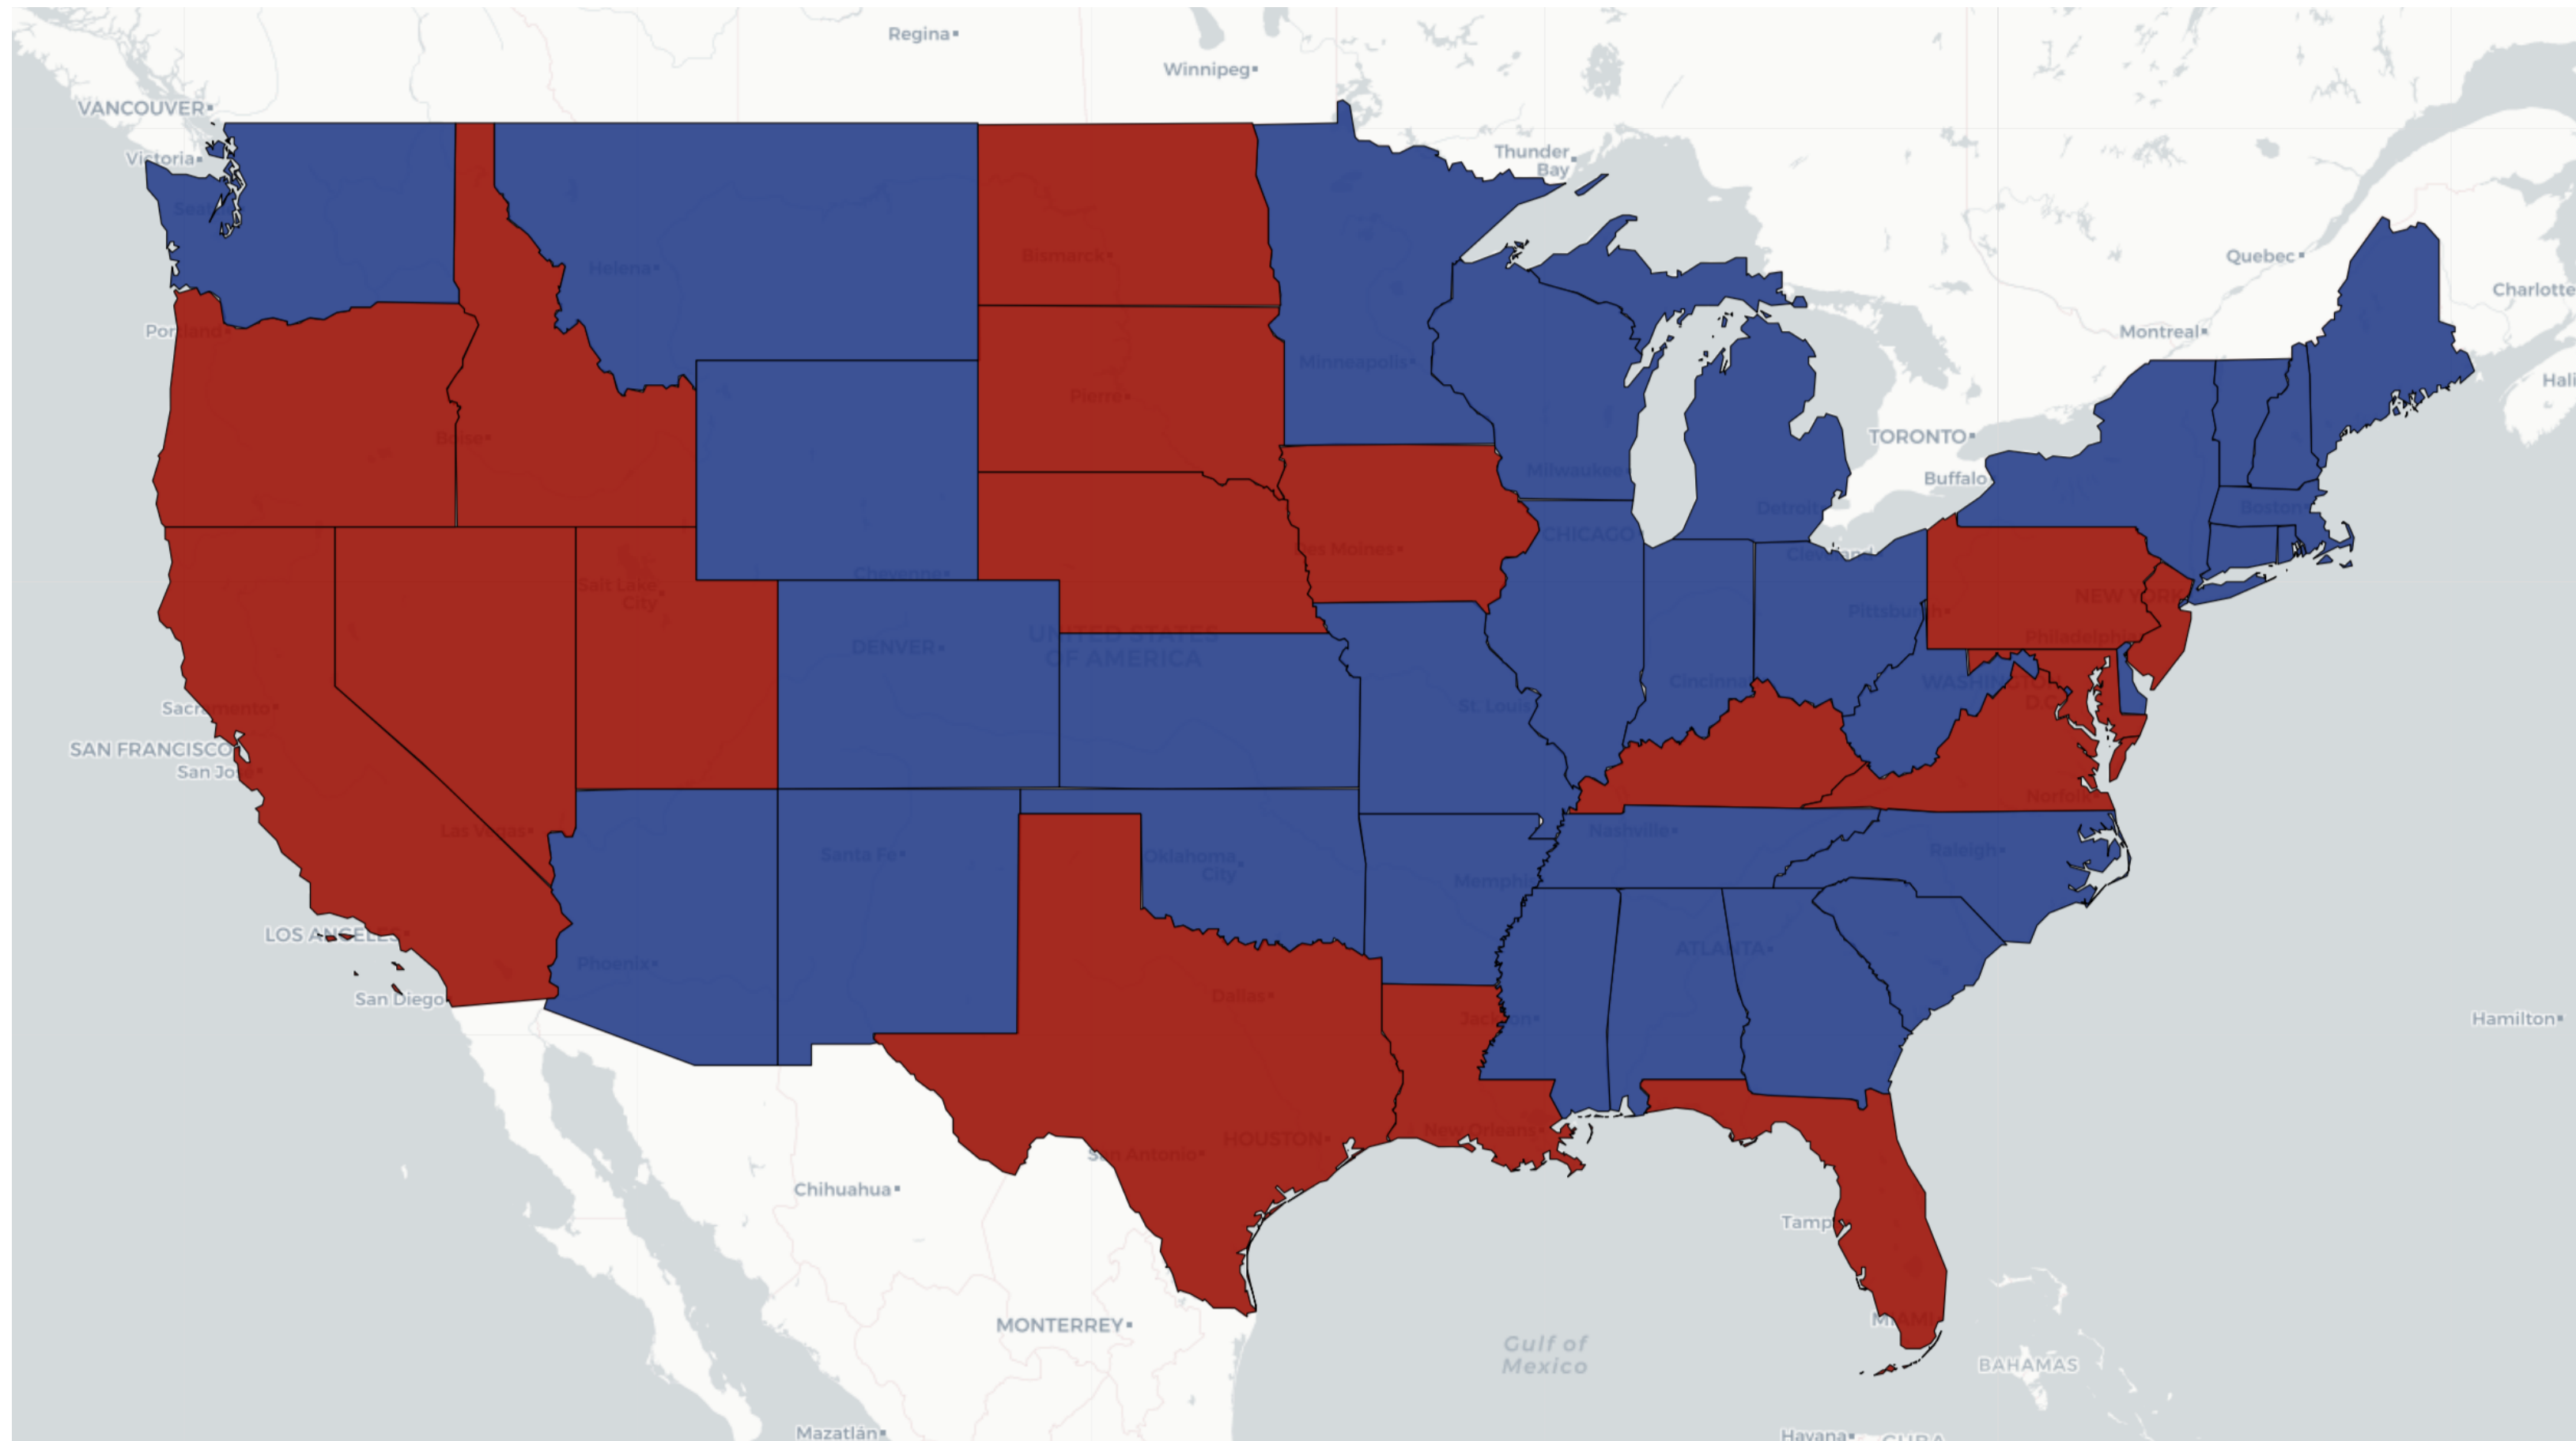 Regina
Winnipeg
VANCOUVER
Victoria
Thunder
Bay
Quebec
Helena
Bismarck
Charlotte
Portland
Montreal
Minneapolis
Pierre
Hali
Boise
TORONTO
Milwaukee
Buffalo
Detroit
Boston
CHICAGO
Des Moines
Cleveland
Cheyenne
Salt Lake
City
NEW YORK
Pittsburgh
UNITED STATES
OF AMERICA
Philadelphia
DENVER
Cincinna
WASHINGTON
D.C.
Sacramento
St. Louis
SAN FRANCISCO
San Jose
Norfolk
Las Vegas
Nashville
Raleigh
Santa Fe
Oklahoma
City
Memphis
LOS ANGELES
ATLANTA
Phoenix
San Diego
Dallas
Jackson
Hamilton
New Orleans
HOUSTON
San Antonio
Chihuahua
Tamp
MIAMI
MONTERREY
Gulf of
Mexico
BAHAMAS
Mazatlán
Havana
CUBA